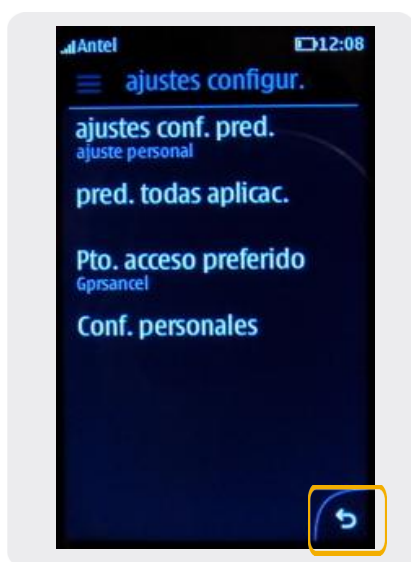 Antel 12:08
ajustes configur.
ajustes conf. pred.
ajuste personal
pred. todas aplicac.
Pto. acceso preferido
Gprsancel
Conf. personales